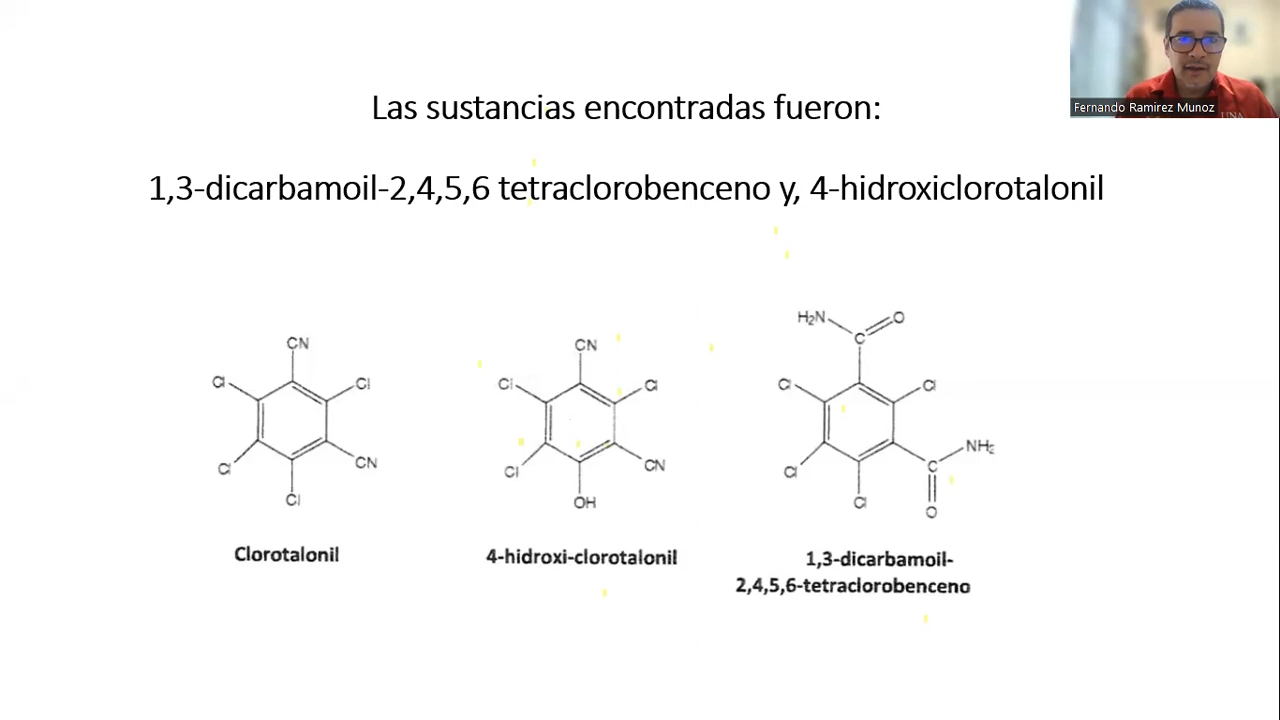 Fernando Ramirez Munoz
UNA
Las sustancias encontradas fueron:
1,3-dicarbamoil-2,4,5,6 tetraclorobenceno y, 4-hidroxiclorotalonil
CN
Cl
Cl
CN
Cl
Cl
Clorotalonil
CN
Cl
Cl
CN
Cl
OH
4-hidroxi-clorotalonil
H₂N
O
C
Cl
Cl
NH₂
C
Cl
Cl
O
1,3-dicarbamoil-
2,4,5,6-tetraclorobenceno